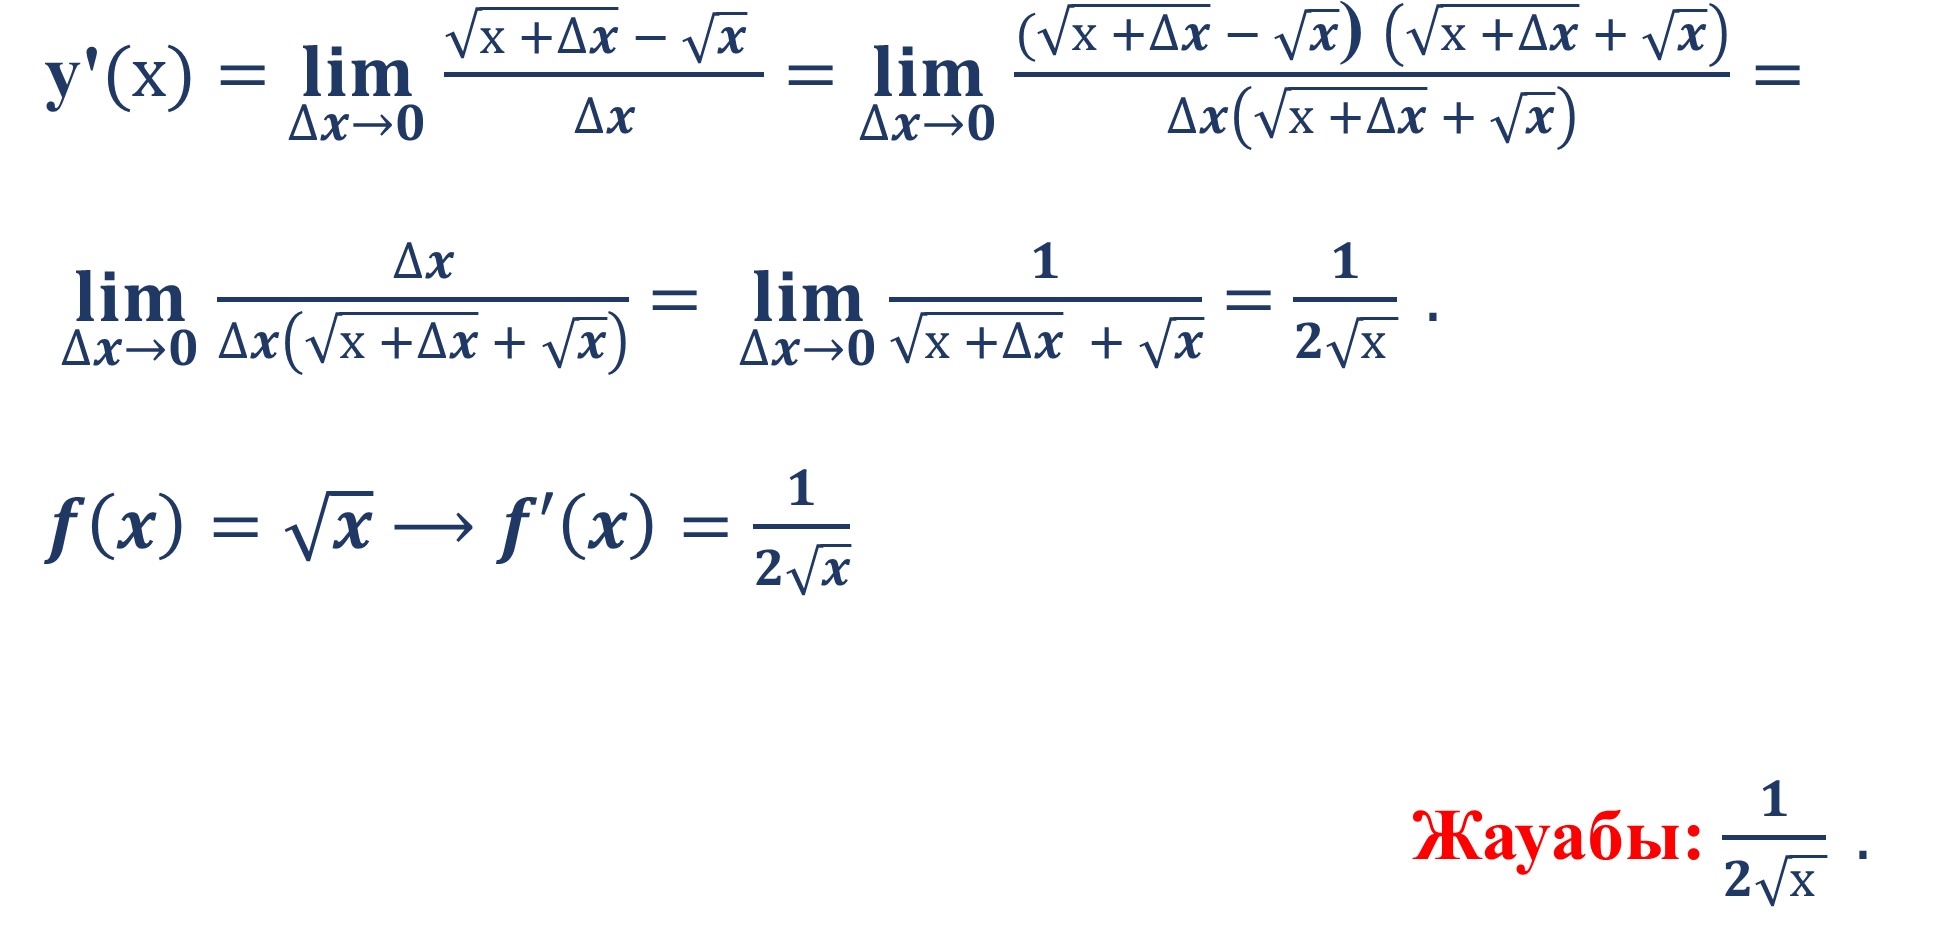 y'(x) = lim_{Δx→0} (√(x +Δx) − √x)/(Δx) = lim_{Δx→0} ((√(x +Δx) − √x) (√(x +Δx) + √x))/(Δx(√(x +Δx) + √x)) =
lim_{Δx→0} (Δx)/(Δx(√(x +Δx) + √x)) = lim_{Δx→0} 1/(√(x +Δx) + √x) = 1/(2√x) .
f(x) = √x ⟶ f′(x) = 1/(2√x)
Жауабы: 1/(2√x) .